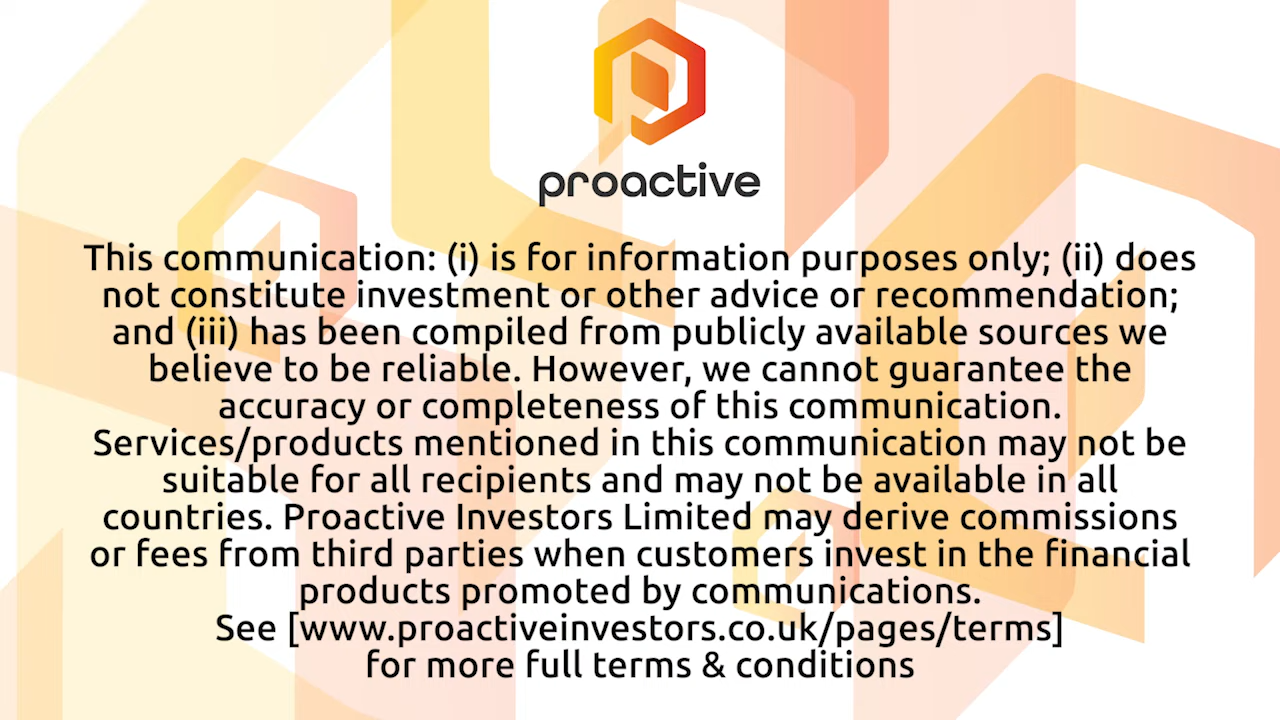 proactive
This communication: (i) is for information purposes only; (ii) does
not constitute investment or other advice or recommendation;
and (iii) has been compiled from publicly available sources we
believe to be reliable. However, we cannot guarantee the
accuracy or completeness of this communication.
Services/products mentioned in this communication may not be
suitable for all recipients and may not be available in all
countries. Proactive Investors Limited may derive commissions
or fees from third parties when customers invest in the financial
products promoted by communications.
See [www.proactiveinvestors.co.uk/pages/terms]
for more full terms & conditions